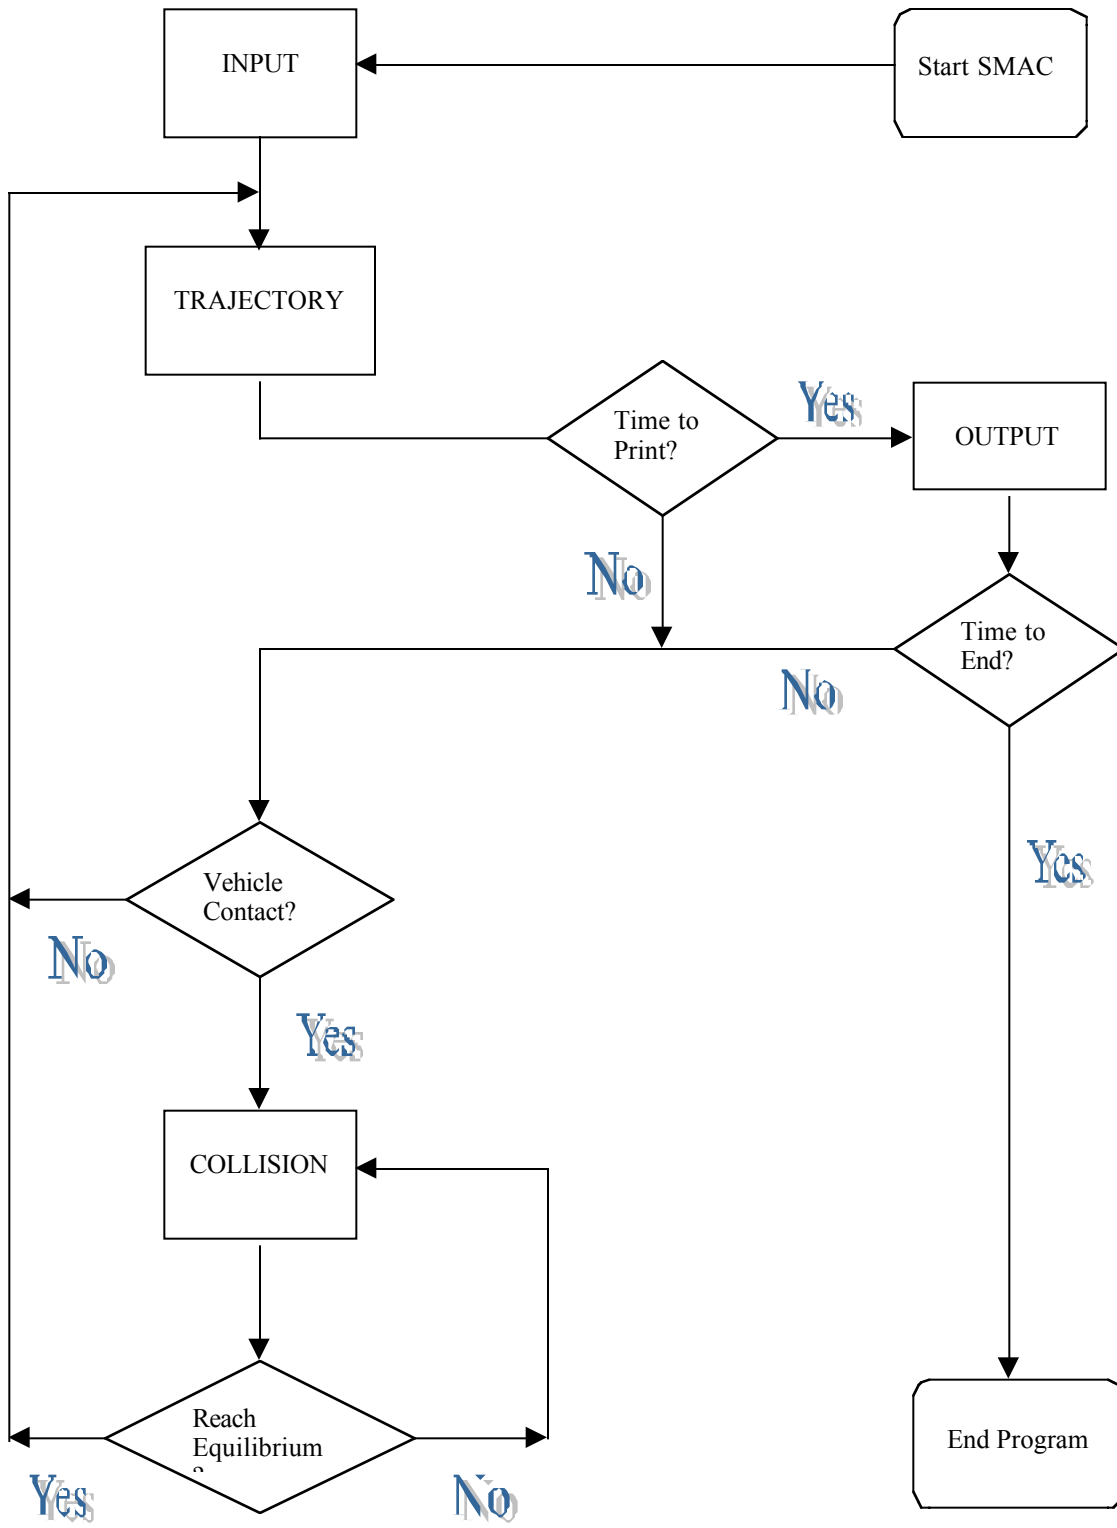 INPUT
Start SMAC
TRAJECTORY
Time to
Print?
Yes
OUTPUT
No
Time to
End?
No
Vehicle
Contact?
No
Yes
Yes
COLLISION
Reach
Equilibrium
?
Yes
No
End Program